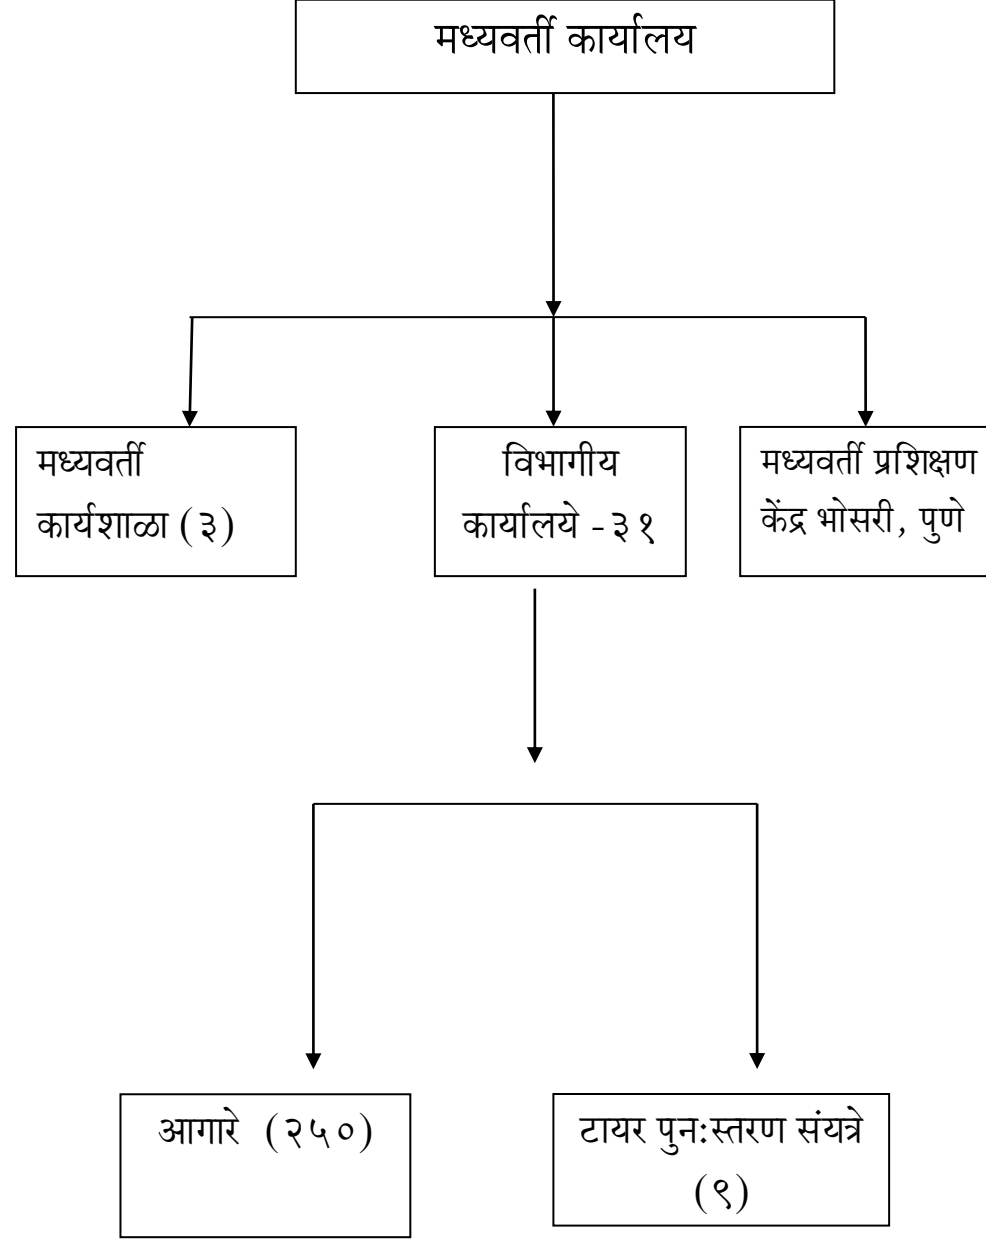 मध्यवर्ती कार्यालय
मध्यवर्ती
कार्यशाळा (३)
विभागीय
कार्यालये -३१
मध्यवर्ती प्रशिक्षण
केंद्र भोसरी, पुणे
आगारे (२५०)
टायर पुनःस्तरण संयत्रे
(९)